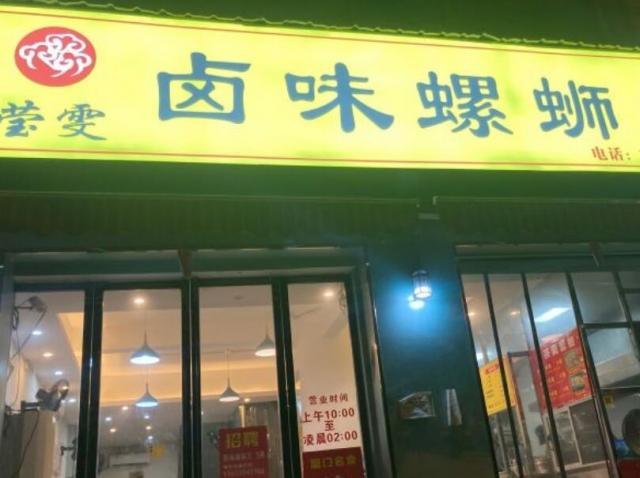 莹雯
卤味螺蛳
电话:
营业时间
上午10:00
至
凌晨02:00
招聘